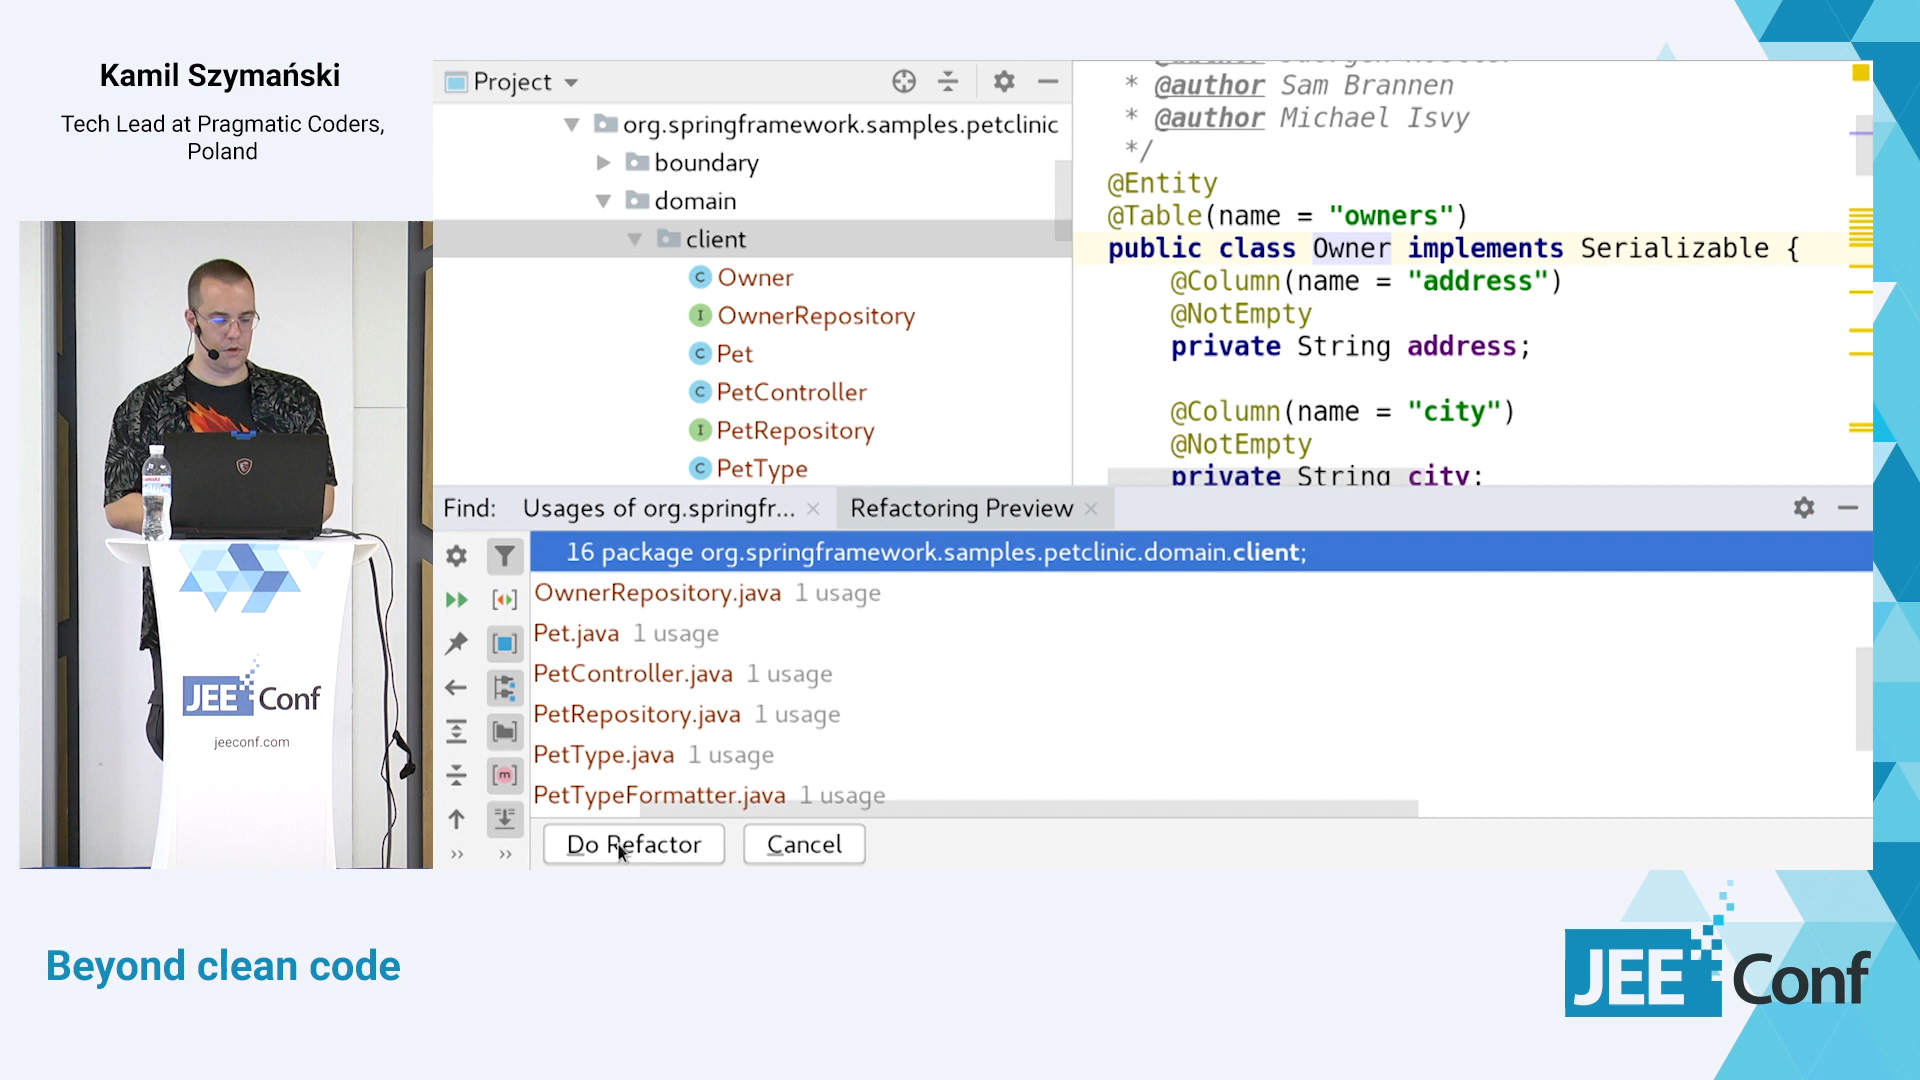 Kamil Szymański
Tech Lead at Pragmatic Coders,
Poland
Project
org.springframework.samples.petclinic
boundary
domain
client
Owner
OwnerRepository
Pet
PetController
PetRepository
PetType
* @author Sam Brannen
* @author Michael Isvy
*/
@Entity
@Table(name = "owners")
public class Owner implements Serializable {
@Column(name = "address")
@NotEmpty
private String address;
@Column(name = "city")
@NotEmpty
private String city;
Find: Usages of org.springfr... Refactoring Preview
16 package org.springframework.samples.petclinic.domain.client;
OwnerRepository.java 1 usage
Pet.java 1 usage
PetController.java 1 usage
PetRepository.java 1 usage
PetType.java 1 usage
PetTypeFormatter.java 1 usage
Do Refactor Cancel
JEE Conf
jeeconf.com
Beyond clean code
JEE Conf